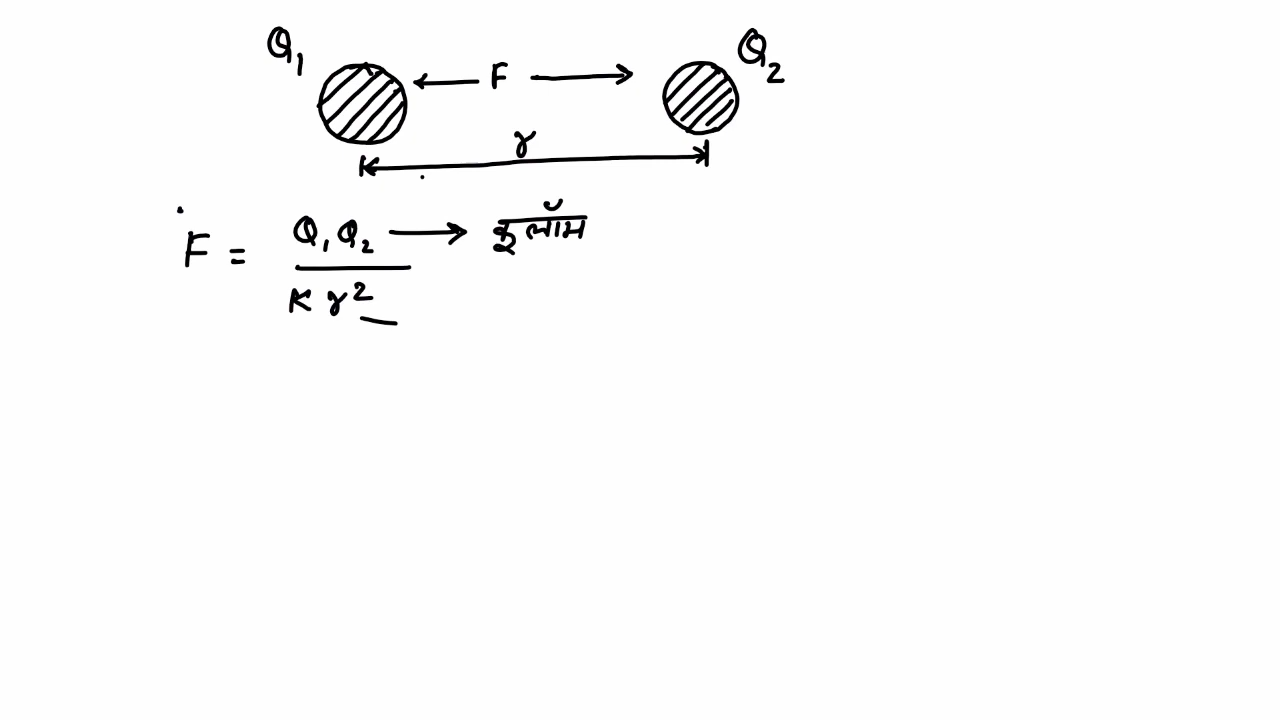 Q₁ Q₂
F
r
F = Q₁ Q₂ → कुलॉम
K r²